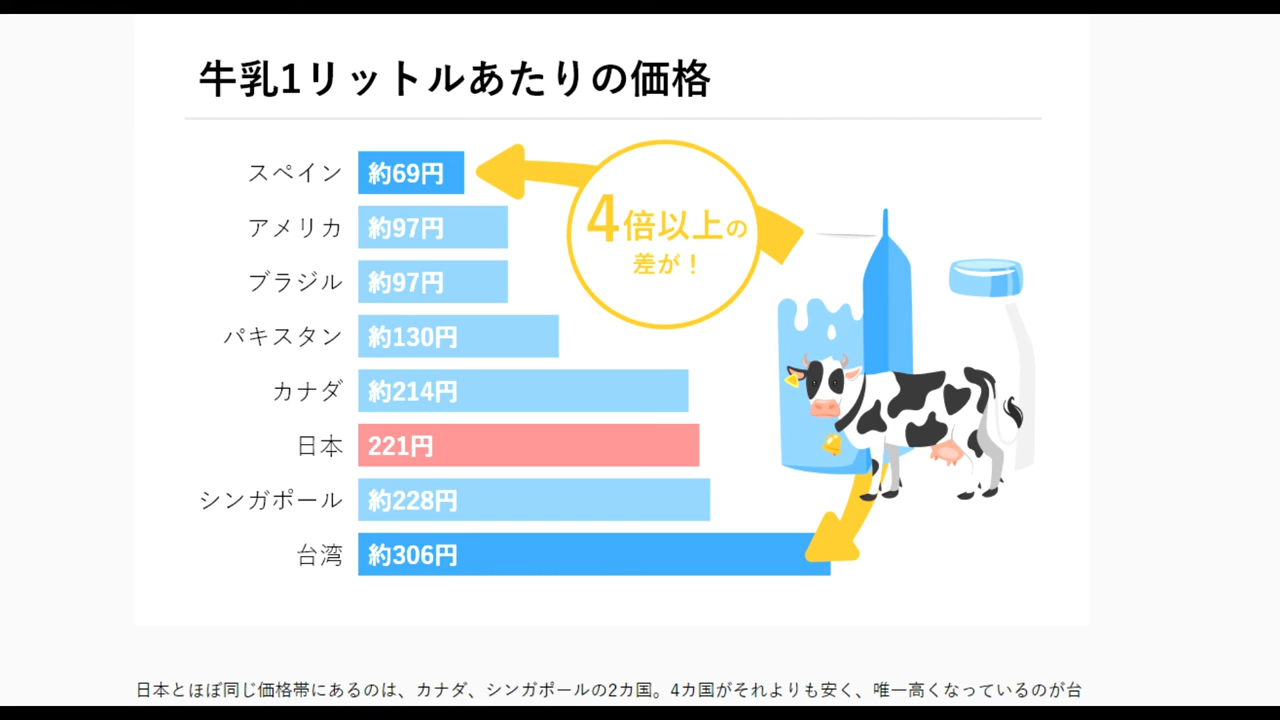 牛乳1リットルあたりの価格
スペイン 約69円
アメリカ 約97円
ブラジル 約97円
パキスタン 約130円
カナダ 約214円
日本 221円
シンガポール 約228円
台湾 約306円
4倍以上の
差が！
日本とほぼ同じ価格帯にあるのは、カナダ、シンガポールの2カ国。4カ国がそれよりも安く、唯一高くなっているのが台